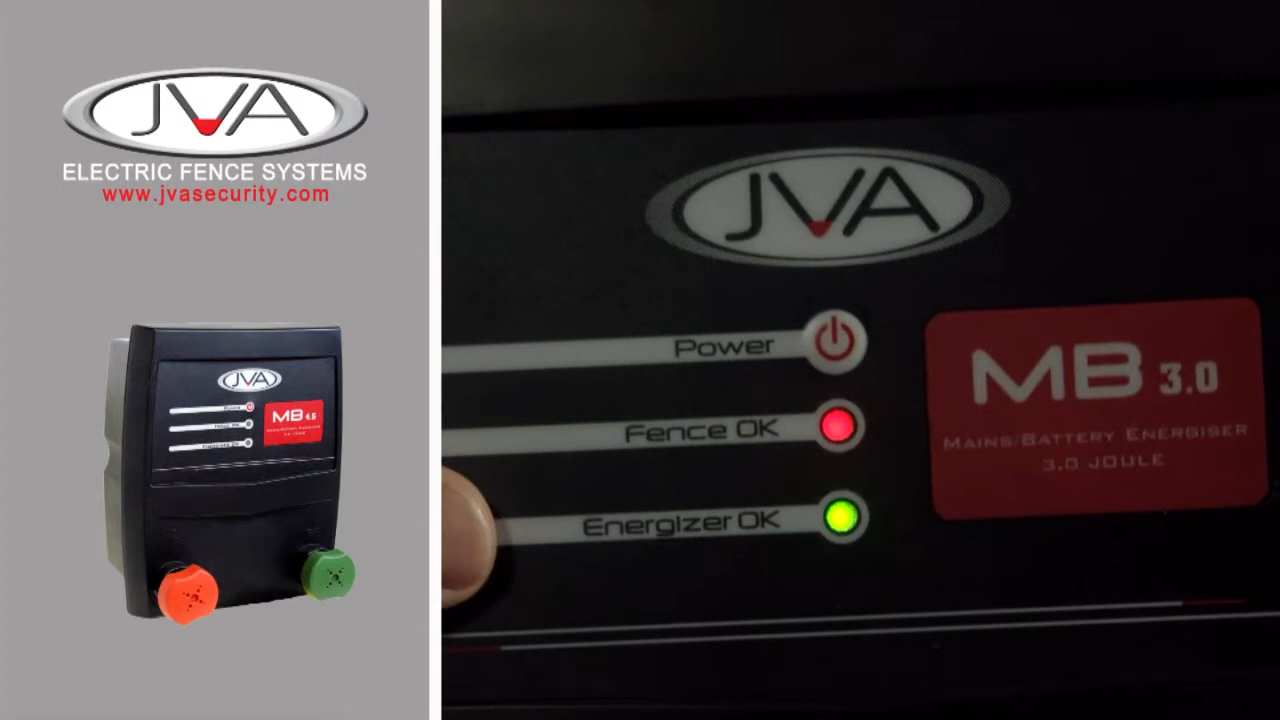 JVA
ELECTRIC FENCE SYSTEMS
www.jvasecurity.com
JVA
MB 4.5
JVA
Power
Fence OK
Energizer OK
MB 3.0
MAINS/BATTERY ENERGISER
3.0 JOULE